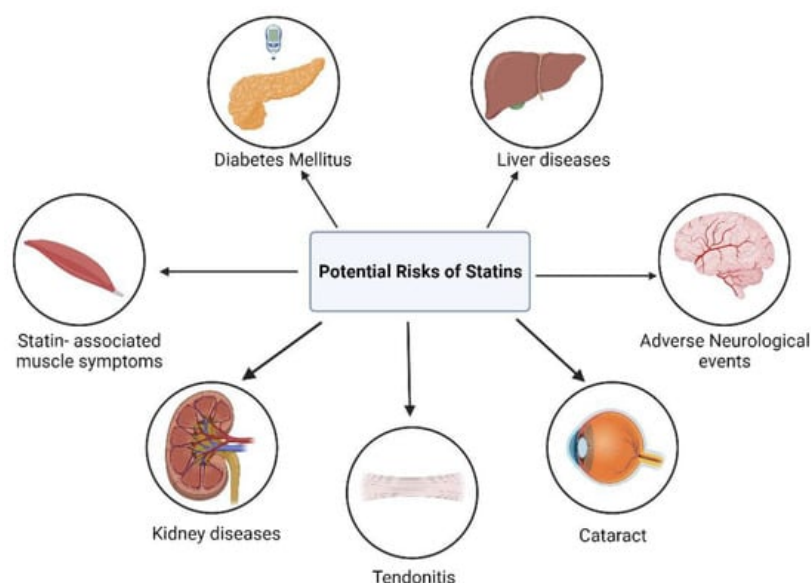 Diabetes Mellitus
Liver diseases
Potential Risks of Statins
Statin- associated
muscle symptoms
Adverse Neurological
events
Kidney diseases
Tendonitis
Cataract